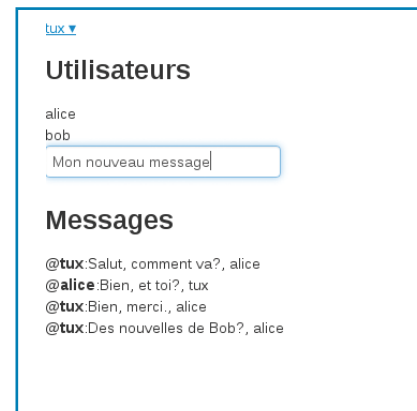 tux ▾
Utilisateurs
alice
bob
Mon nouveau message
Messages
@tux:Salut, comment va?, alice
@alice:Bien, et toi?, tux
@tux:Bien, merci., alice
@tux:Des nouvelles de Bob?, alice